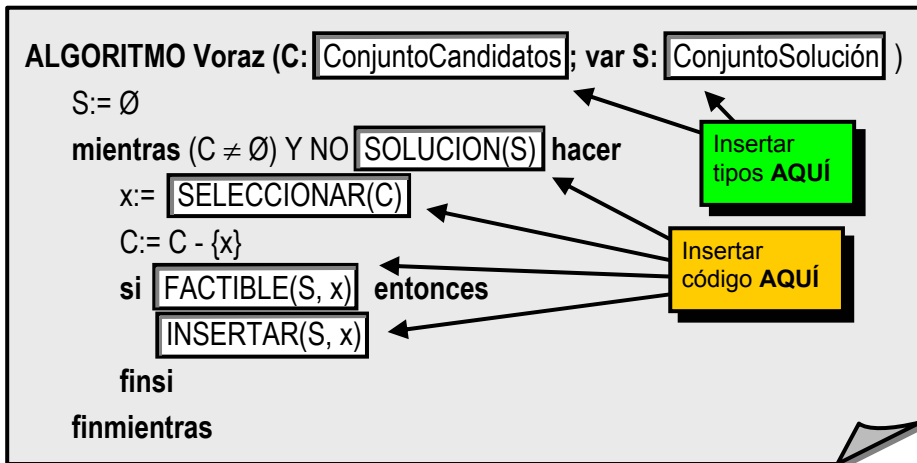 ALGORITMO Voraz (C: ConjuntoCandidatos; var S: ConjuntoSolución )
S:= Ø
mientras (C ≠ Ø) Y NO SOLUCION(S) hacer
x:= SELECCIONAR(C)
C:= C - {x}
si FACTIBLE(S, x) entonces
INSERTAR(S, x)
finsi
finmientras
Insertar
tipos AQUÍ
Insertar
código AQUÍ